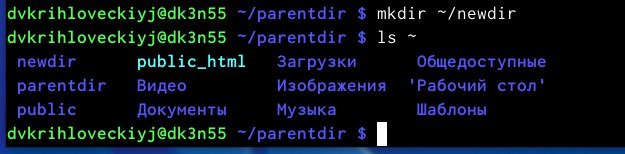 dvkrihloveckiyj@dk3n55 ~/parentdir $ mkdir ~/newdir
dvkrihloveckiyj@dk3n55 ~/parentdir $ ls ~
newdir public_html Загрузки Общедоступные
parentdir Видео Изображения 'Рабочий стол'
public Документы Музыка Шаблоны
dvkrihloveckiyj@dk3n55 ~/parentdir $